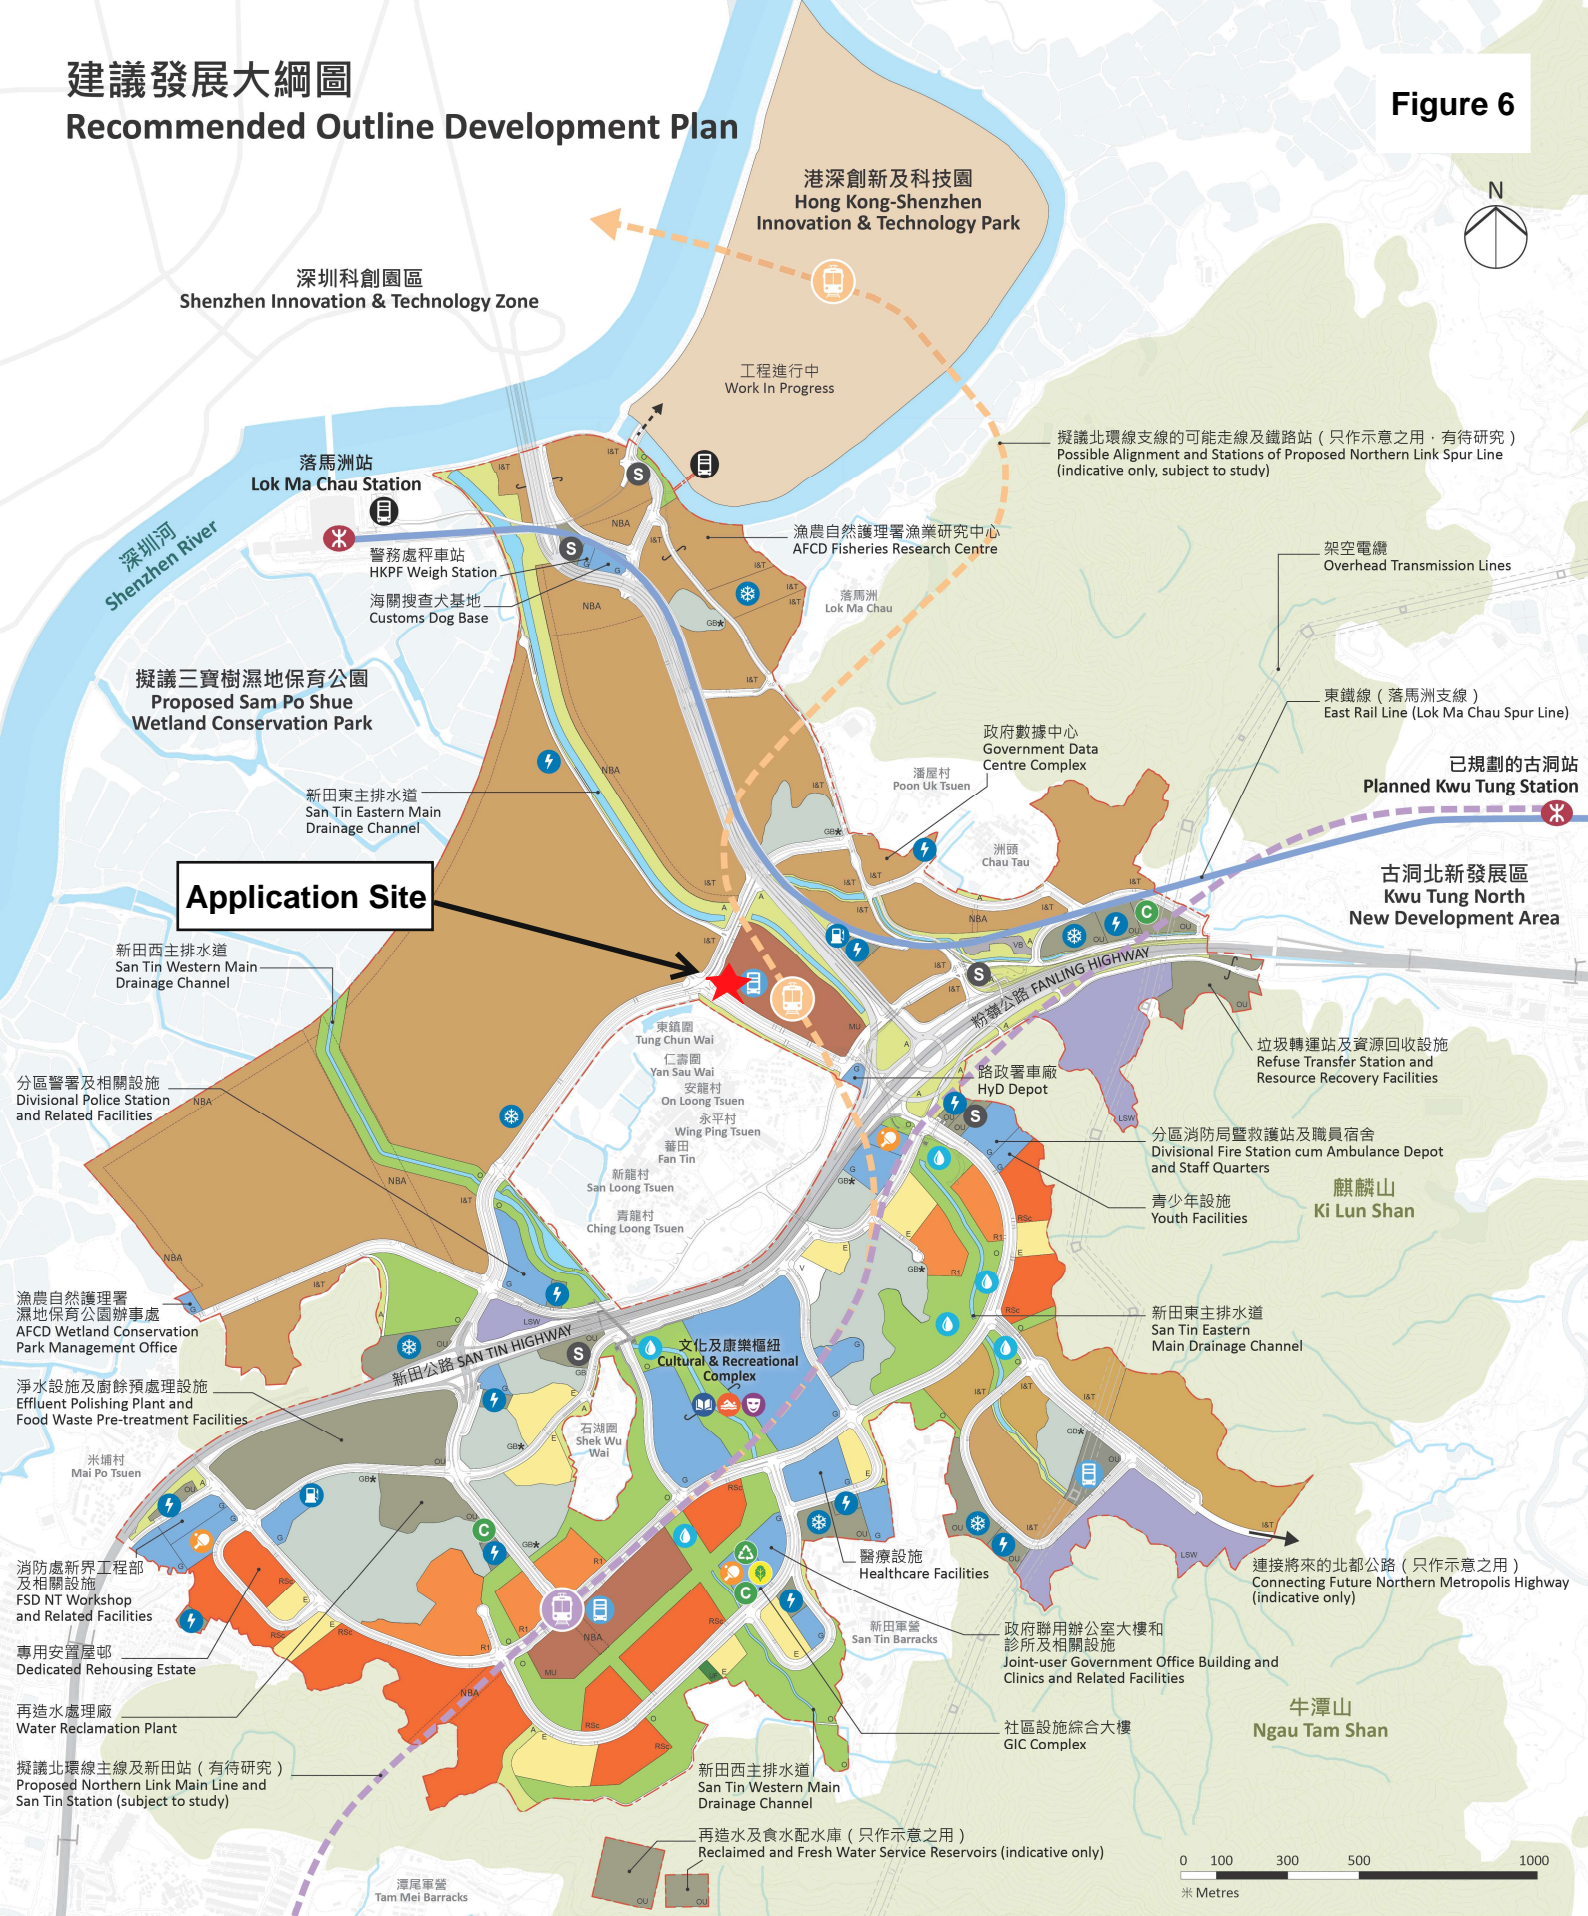 建議發展大綱圖
Recommended Outline Development Plan
Figure 6
N
港深創新及科技園
Hong Kong-Shenzhen
Innovation & Technology Park
深圳科創園區
Shenzhen Innovation & Technology Zone
工程進行中
Work In Progress
擬議北環線支線的可能走線及鐵路站（只作示意之用，有待研究）
Possible Alignment and Stations of Proposed Northern Link Spur Line
(indicative only, subject to study)
落馬洲站
Lok Ma Chau Station
深圳河
Shenzhen River
警務處秤車站
HKPF Weigh Station
海關搜查犬基地
Customs Dog Base
漁農自然護理署漁業研究中心
AFCD Fisheries Research Centre
架空電纜
Overhead Transmission Lines
落馬洲
Lok Ma Chau
擬議三寶樹濕地保育公園
Proposed Sam Po Shue
Wetland Conservation Park
東鐵線（落馬洲支線）
East Rail Line (Lok Ma Chau Spur Line)
政府數據中心
Government Data
Centre Complex
潘屋村
Poon Uk Tsuen
已規劃的古洞站
Planned Kwu Tung Station
新田東主排水道
San Tin Eastern Main
Drainage Channel
洲頭
Chau Tau
古洞北新發展區
Kwu Tung North
New Development Area
Application Site
新田西主排水道
San Tin Western Main
Drainage Channel
粉嶺公路 FANLING HIGHWAY
東鎮圍
Tung Chun Wai
仁壽圍
Yan Sau Wai
安龍村
On Loong Tsuen
永平村
Wing Ping Tsuen
蕃田
Fan Tin
新龍村
San Loong Tsuen
青龍村
Ching Loong Tsuen
垃圾轉運站及資源回收設施
Refuse Transfer Station and
Resource Recovery Facilities
路政署車廠
HyD Depot
分區警署及相關設施
Divisional Police Station
and Related Facilities
分區消防局暨救護站及職員宿舍
Divisional Fire Station cum Ambulance Depot
and Staff Quarters
青少年設施
Youth Facilities
麒麟山
Ki Lun Shan
漁農自然護理署
濕地保育公園辦事處
AFCD Wetland Conservation
Park Management Office
新田公路 SAN TIN HIGHWAY
文化及康樂樞紐
Cultural & Recreational
Complex
新田東主排水道
San Tin Eastern
Main Drainage Channel
淨水設施及廚餘預處理設施
Effluent Polishing Plant and
Food Waste Pre-treatment Facilities
石湖圍
Shek Wu
Wai
米埔村
Mai Po Tsuen
消防處新界工程部
及相關設施
FSD NT Workshop
and Related Facilities
醫療設施
Healthcare Facilities
連接將來的北都公路（只作示意之用）
Connecting Future Northern Metropolis Highway
(indicative only)
新田軍營
San Tin Barracks
政府聯用辦公室大樓和
診所及相關設施
Joint-user Government Office Building and
Clinics and Related Facilities
專用安置屋邨
Dedicated Rehousing Estate
再造水處理廠
Water Reclamation Plant
社區設施綜合大樓
GIC Complex
牛潭山
Ngau Tam Shan
擬議北環線主線及新田站（有待研究）
Proposed Northern Link Main Line and
San Tin Station (subject to study)
新田西主排水道
San Tin Western Main
Drainage Channel
再造水及食水配水庫（只作示意之用）
Reclaimed and Fresh Water Service Reservoirs (indicative only)
潭尾軍營
Tam Mei Barracks
0 100 300 500 1000
米 Metres